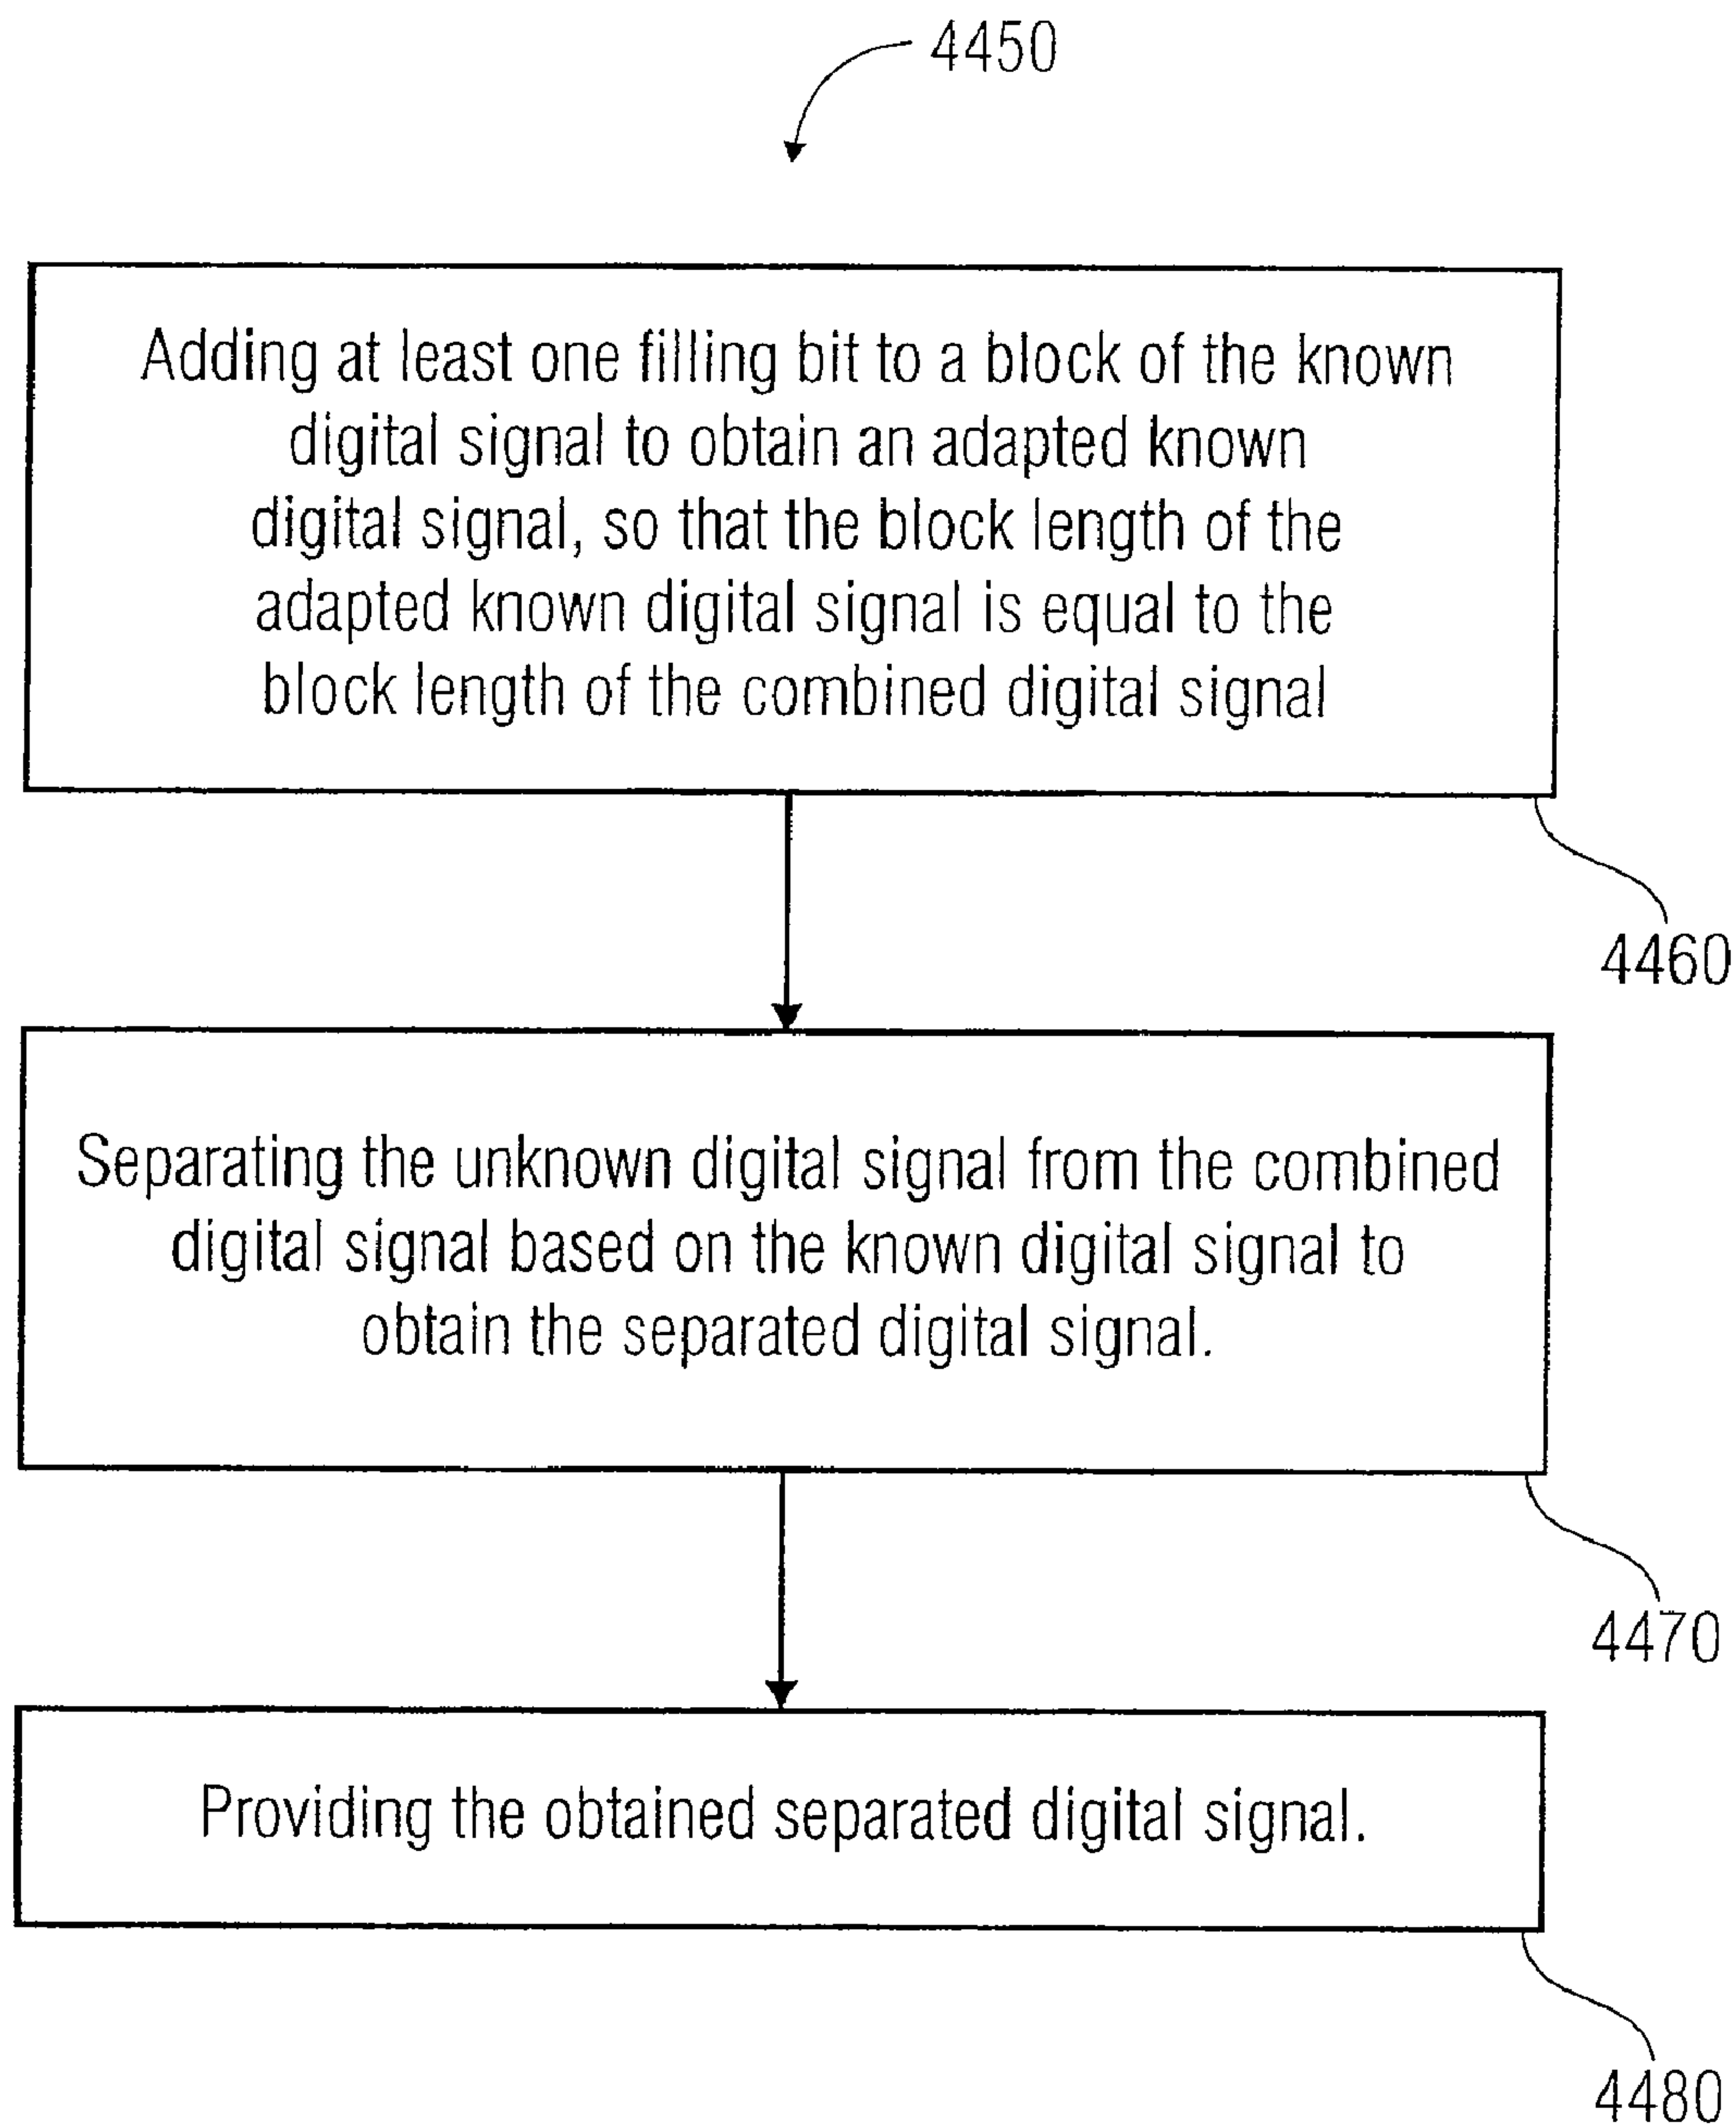 4450
Adding at least one filling bit to a block of the known
digital signal to obtain an adapted known
digital signal, so that the block length of the
adapted known digital signal is equal to the
block length of the combined digital signal
4460
Separating the unknown digital signal from the combined
digital signal based on the known digital signal to
obtain the separated digital signal.
4470
Providing the obtained separated digital signal.
4480